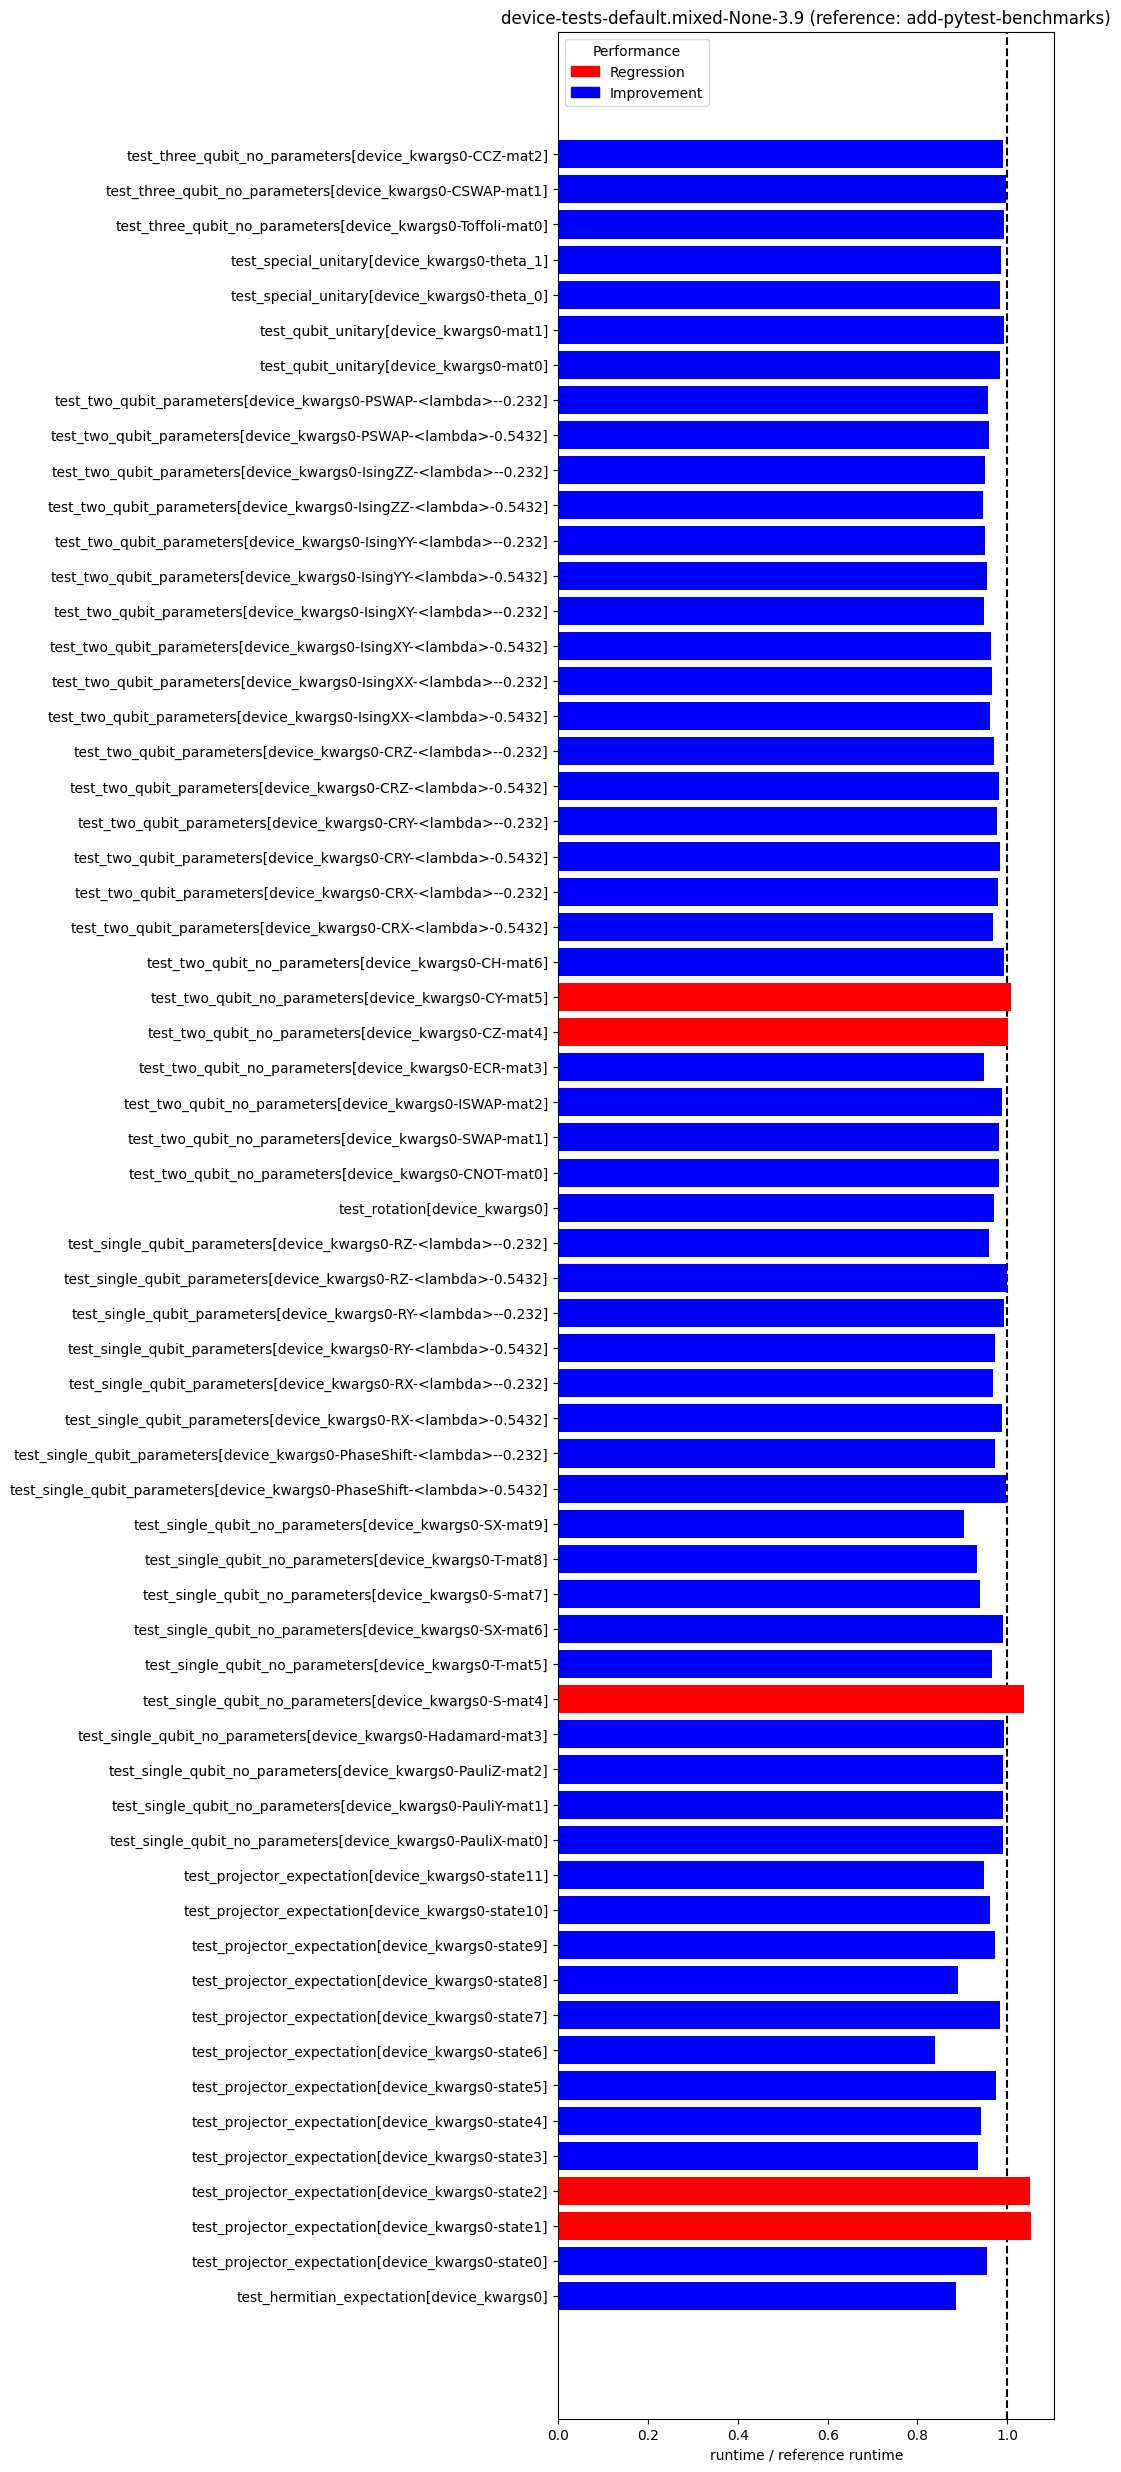 device-tests-default.mixed-None-3.9 (reference: add-pytest-benchmarks)
Performance
Regression
Improvement
test_three_qubit_no_parameters[device_kwargs0-CCZ-mat2]
test_three_qubit_no_parameters[device_kwargs0-CSWAP-mat1]
test_three_qubit_no_parameters[device_kwargs0-Toffoli-mat0]
test_special_unitary[device_kwargs0-theta_1]
test_special_unitary[device_kwargs0-theta_0]
test_qubit_unitary[device_kwargs0-mat1]
test_qubit_unitary[device_kwargs0-mat0]
test_two_qubit_parameters[device_kwargs0-PSWAP-<lambda>--0.232]
test_two_qubit_parameters[device_kwargs0-PSWAP-<lambda>-0.5432]
test_two_qubit_parameters[device_kwargs0-IsingZZ-<lambda>--0.232]
test_two_qubit_parameters[device_kwargs0-IsingZZ-<lambda>-0.5432]
test_two_qubit_parameters[device_kwargs0-IsingYY-<lambda>--0.232]
test_two_qubit_parameters[device_kwargs0-IsingYY-<lambda>-0.5432]
test_two_qubit_parameters[device_kwargs0-IsingXY-<lambda>--0.232]
test_two_qubit_parameters[device_kwargs0-IsingXY-<lambda>-0.5432]
test_two_qubit_parameters[device_kwargs0-IsingXX-<lambda>--0.232]
test_two_qubit_parameters[device_kwargs0-IsingXX-<lambda>-0.5432]
test_two_qubit_parameters[device_kwargs0-CRZ-<lambda>--0.232]
test_two_qubit_parameters[device_kwargs0-CRZ-<lambda>-0.5432]
test_two_qubit_parameters[device_kwargs0-CRY-<lambda>--0.232]
test_two_qubit_parameters[device_kwargs0-CRY-<lambda>-0.5432]
test_two_qubit_parameters[device_kwargs0-CRX-<lambda>--0.232]
test_two_qubit_parameters[device_kwargs0-CRX-<lambda>-0.5432]
test_two_qubit_no_parameters[device_kwargs0-CH-mat6]
test_two_qubit_no_parameters[device_kwargs0-CY-mat5]
test_two_qubit_no_parameters[device_kwargs0-CZ-mat4]
test_two_qubit_no_parameters[device_kwargs0-ECR-mat3]
test_two_qubit_no_parameters[device_kwargs0-ISWAP-mat2]
test_two_qubit_no_parameters[device_kwargs0-SWAP-mat1]
test_two_qubit_no_parameters[device_kwargs0-CNOT-mat0]
test_rotation[device_kwargs0]
test_single_qubit_parameters[device_kwargs0-RZ-<lambda>--0.232]
test_single_qubit_parameters[device_kwargs0-RZ-<lambda>-0.5432]
test_single_qubit_parameters[device_kwargs0-RY-<lambda>--0.232]
test_single_qubit_parameters[device_kwargs0-RY-<lambda>-0.5432]
test_single_qubit_parameters[device_kwargs0-RX-<lambda>--0.232]
test_single_qubit_parameters[device_kwargs0-RX-<lambda>-0.5432]
test_single_qubit_parameters[device_kwargs0-PhaseShift-<lambda>--0.232]
test_single_qubit_parameters[device_kwargs0-PhaseShift-<lambda>-0.5432]
test_single_qubit_no_parameters[device_kwargs0-SX-mat9]
test_single_qubit_no_parameters[device_kwargs0-T-mat8]
test_single_qubit_no_parameters[device_kwargs0-S-mat7]
test_single_qubit_no_parameters[device_kwargs0-SX-mat6]
test_single_qubit_no_parameters[device_kwargs0-T-mat5]
test_single_qubit_no_parameters[device_kwargs0-S-mat4]
test_single_qubit_no_parameters[device_kwargs0-Hadamard-mat3]
test_single_qubit_no_parameters[device_kwargs0-PauliZ-mat2]
test_single_qubit_no_parameters[device_kwargs0-PauliY-mat1]
test_single_qubit_no_parameters[device_kwargs0-PauliX-mat0]
test_projector_expectation[device_kwargs0-state11]
test_projector_expectation[device_kwargs0-state10]
test_projector_expectation[device_kwargs0-state9]
test_projector_expectation[device_kwargs0-state8]
test_projector_expectation[device_kwargs0-state7]
test_projector_expectation[device_kwargs0-state6]
test_projector_expectation[device_kwargs0-state5]
test_projector_expectation[device_kwargs0-state4]
test_projector_expectation[device_kwargs0-state3]
test_projector_expectation[device_kwargs0-state2]
test_projector_expectation[device_kwargs0-state1]
test_projector_expectation[device_kwargs0-state0]
test_hermitian_expectation[device_kwargs0]
0.0 0.2 0.4 0.6 0.8 1.0
runtime / reference runtime